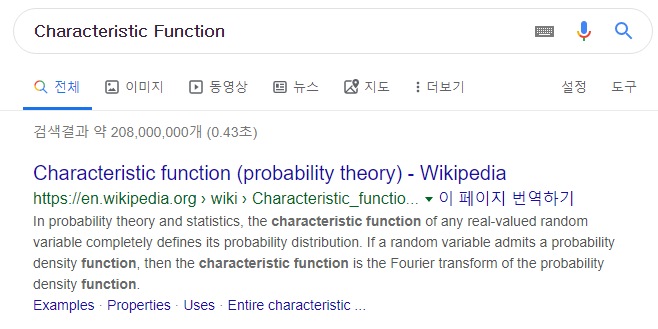 Characteristic Function
전체 이미지 동영상 뉴스 지도 더보기 설정 도구
검색결과 약 208,000,000개 (0.43초)
Characteristic function (probability theory) - Wikipedia
https://en.wikipedia.org › wiki › Characteristic_functio... 이 페이지 번역하기
In probability theory and statistics, the characteristic function of any real-valued random
variable completely defines its probability distribution. If a random variable admits a probability
density function, then the characteristic function is the Fourier transform of the probability
density function.
Examples · Properties · Uses · Entire characteristic ...